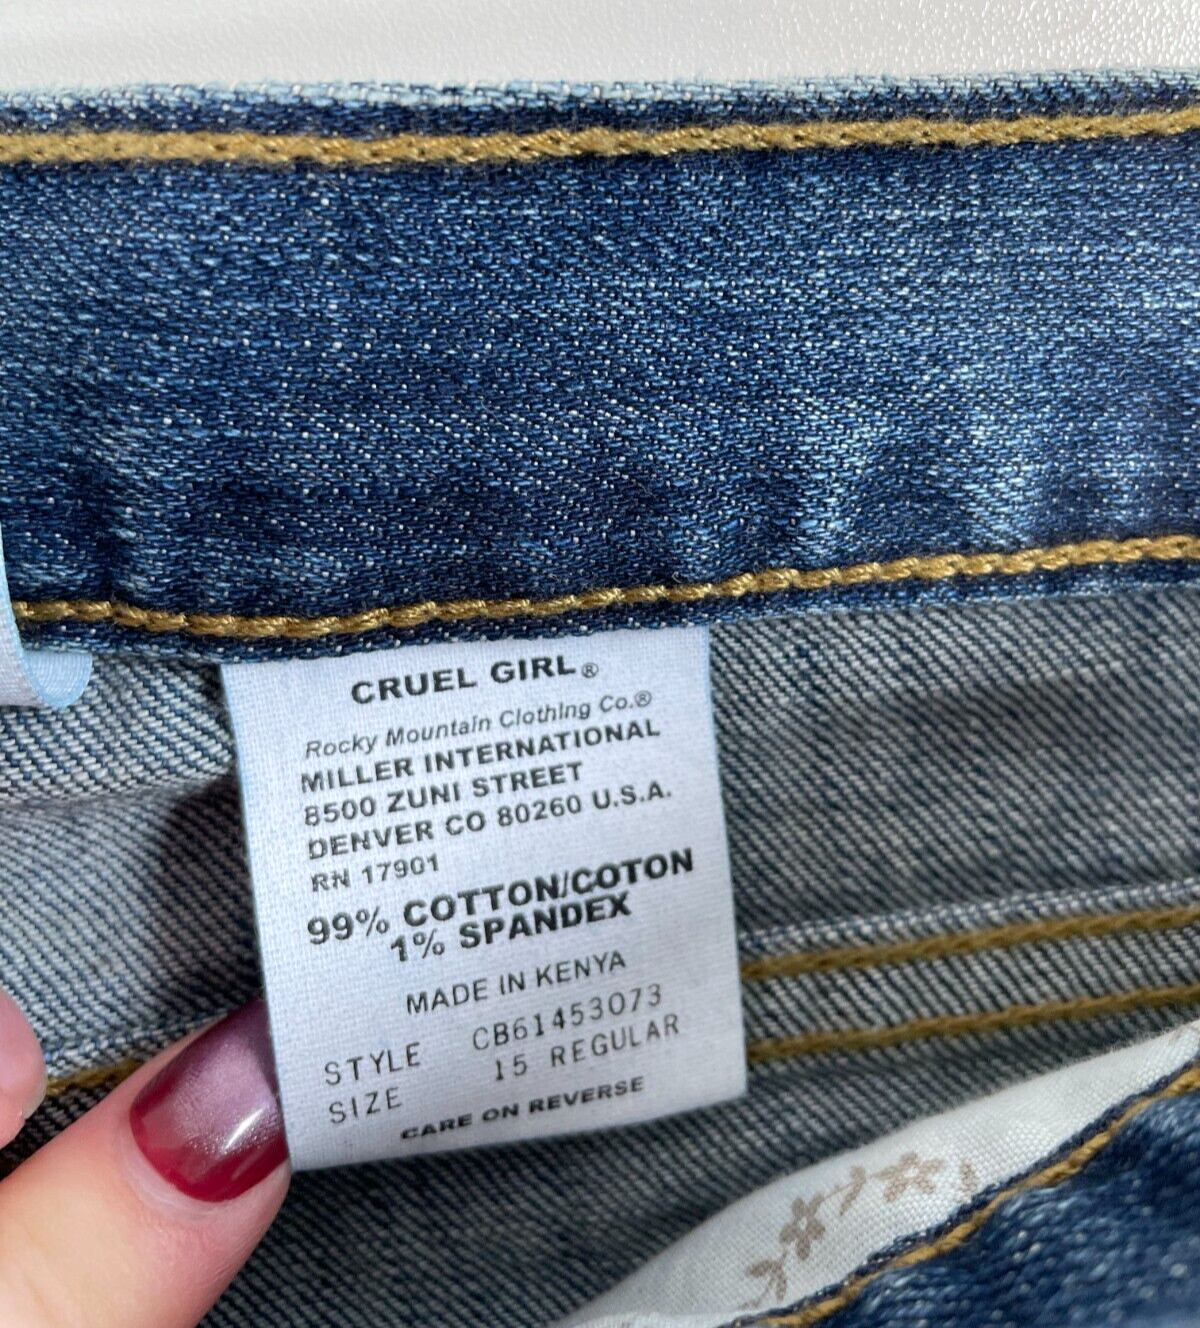 CRUEL GIRL®
Rocky Mountain Clothing Co.®
MILLER INTERNATIONAL
8500 ZUNI STREET
DENVER CO 80260 U.S.A.
RN 17901
99% COTTON/COTON
1% SPANDEX
MADE IN KENYA
STYLE CB61453073
SIZE 15 REGULAR
CARE ON REVERSE